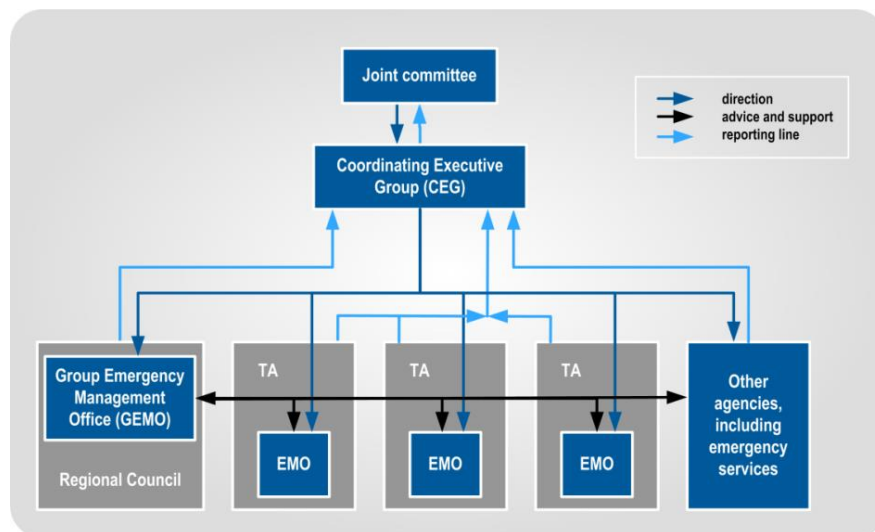 Joint committee
direction
advice and support
reporting line
Coordinating Executive
Group (CEG)
Group Emergency
Management
Office (GEMO)
Regional Council
TA
EMO
TA
EMO
TA
EMO
Other
agencies,
including
emergency
services